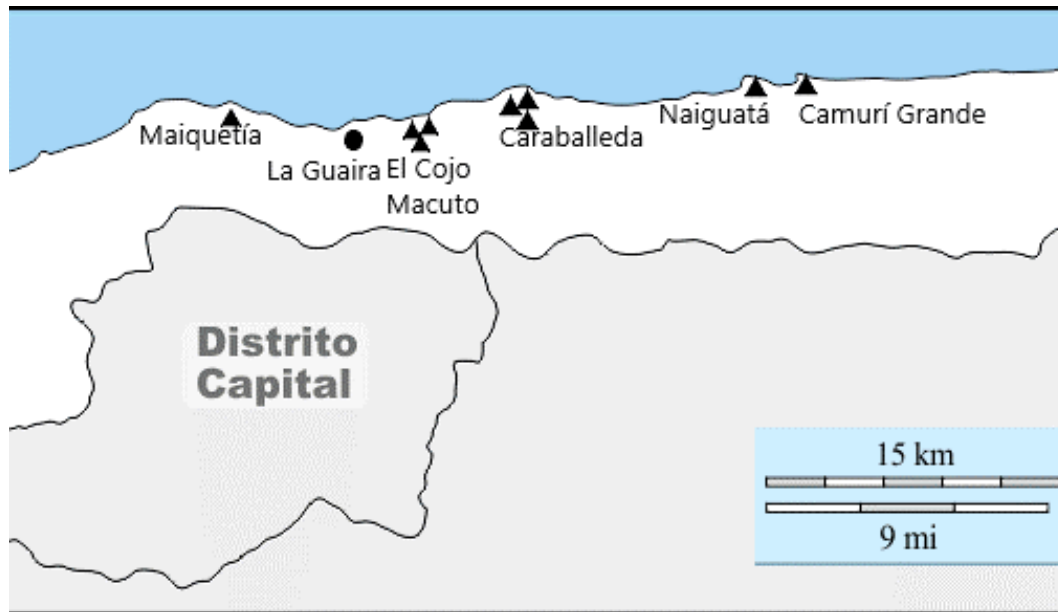 Maiquetía
La Guaira
El Cojo
Macuto
Caraballeda
Naiguatá
Camurí Grande
Distrito
Capital
15 km
9 mi